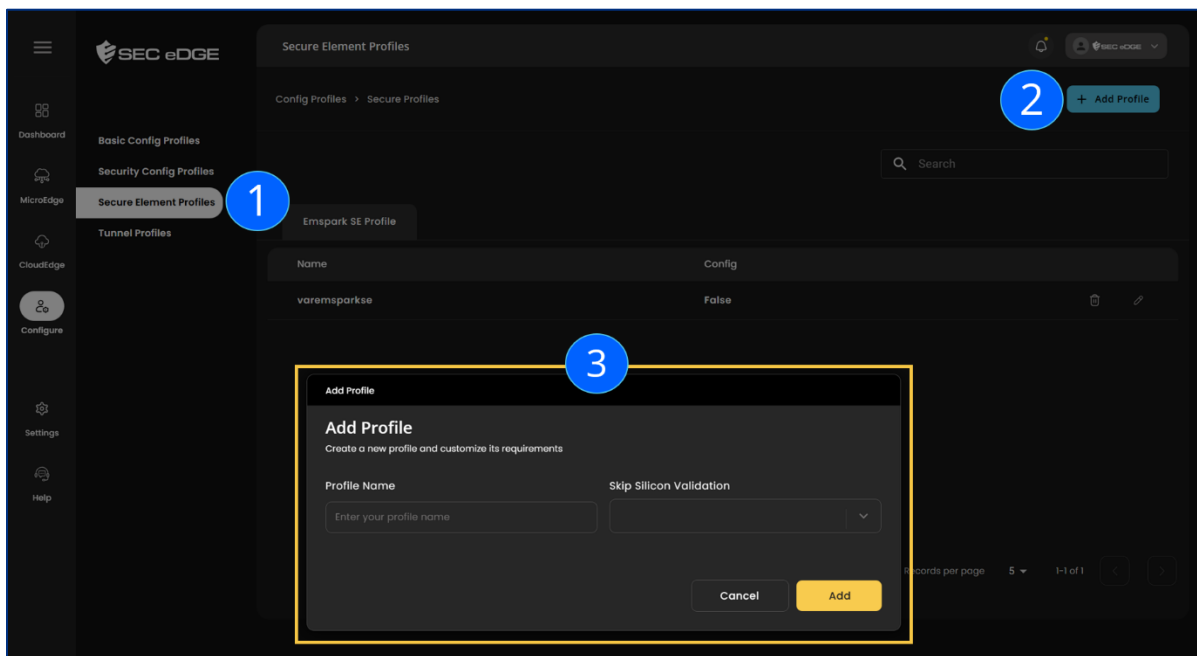 SEC eDGE
Secure Element Profiles
SEC eDGE
Config Profiles > Secure Profiles
2
+ Add Profile
Dashboard
MicroEdge
CloudEdge
Configure
Settings
Help
Basic Config Profiles
Security Config Profiles
Secure Element Profiles
1
Tunnel Profiles
Search
Emspark SE Profile
Name Config
varemsparkse False
3
Add Profile
Add Profile
Create a new profile and customize its requirements
Profile Name Skip Silicon Validation
Enter your profile name
Cancel Add
Records per page 5 1-1 of 1